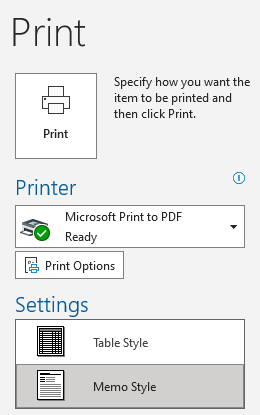 Print
Specify how you want the
item to be printed and
then click Print.
Print
Printer
Microsoft Print to PDF
Ready
Print Options
Settings
Table Style
Memo Style